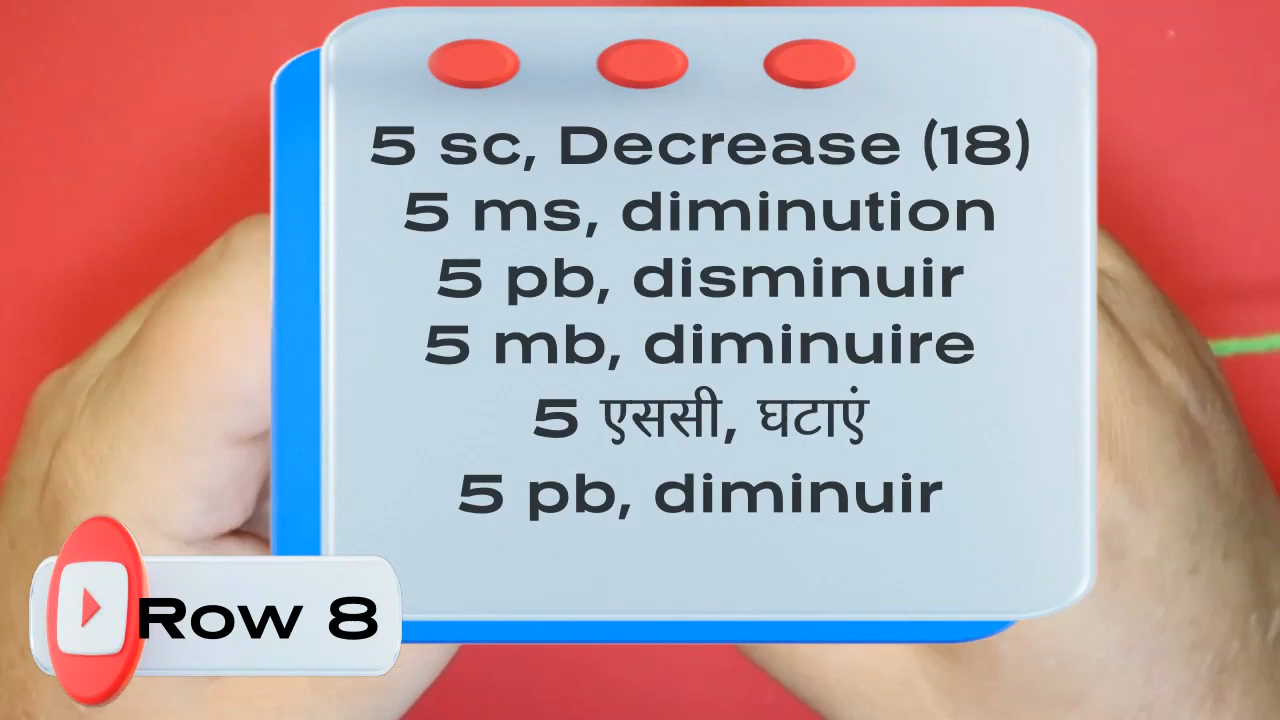 5 sc, Decrease (18)
5 ms, diminution
5 pb, disminuir
5 mb, diminuire
5 एससी, घटाएं
5 pb, diminuir
Row 8